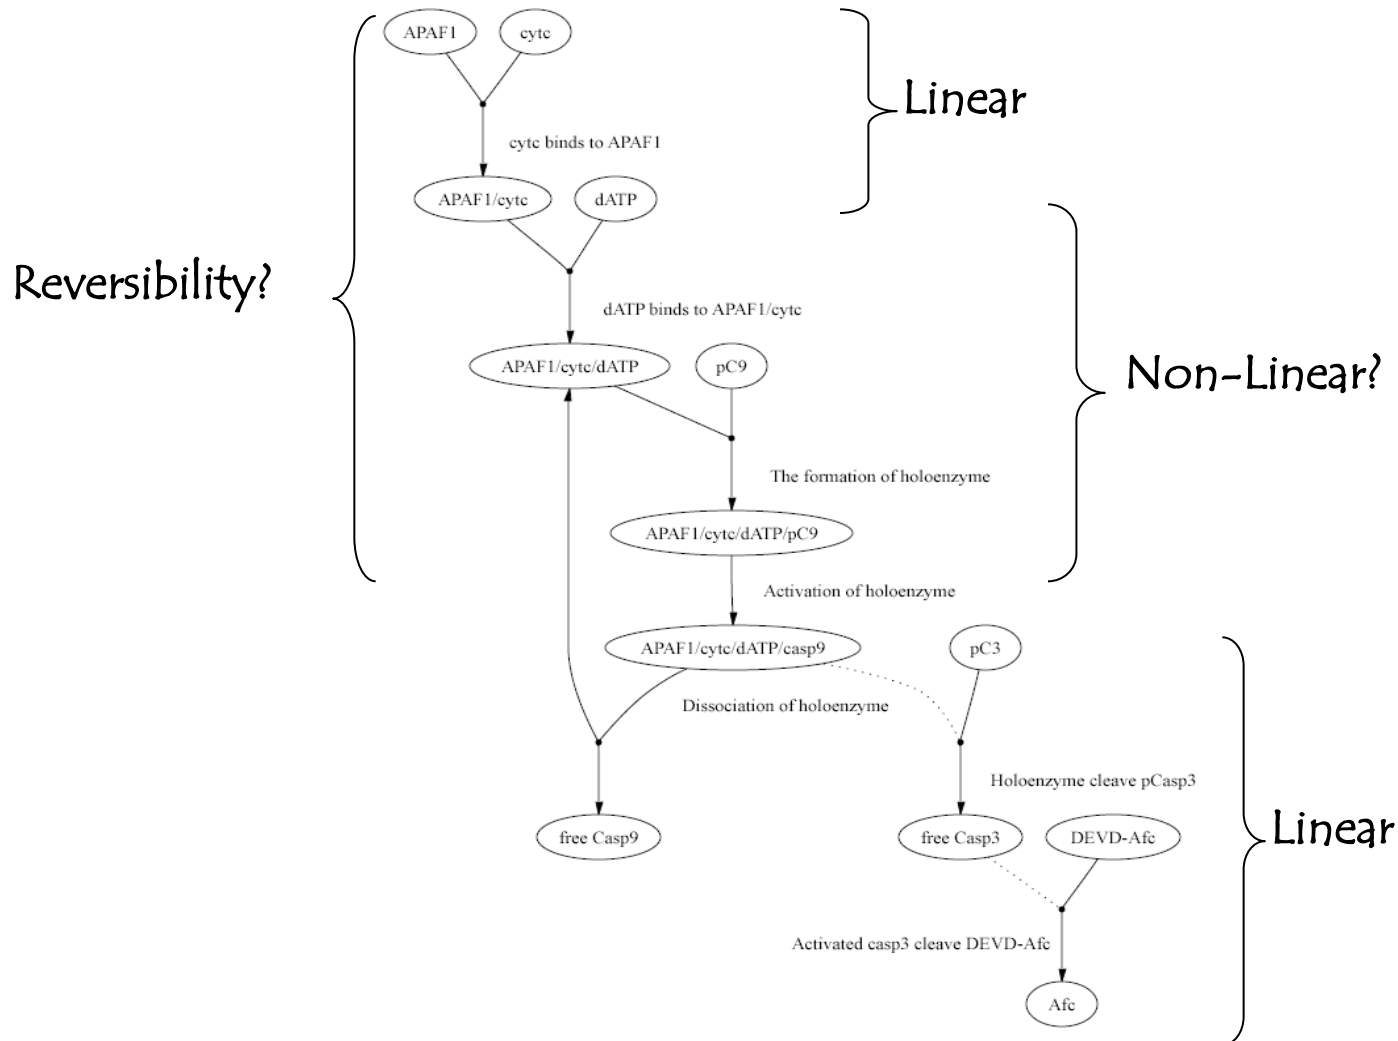 APAF1
cytc
Linear
cytc binds to APAF1
APAF1/cytc
dATP
Reversibility?
dATP binds to APAF1/cytc
APAF1/cytc/dATP
pC9
Non-Linear?
The formation of holoenzyme
APAF1/cytc/dATP/pC9
Activation of holoenzyme
APAF1/cytc/dATP/casp9
pC3
Dissociation of holoenzyme
Holoenzyme cleave pCasp3
free Casp9
free Casp3
DEVD-Afc
Linear
Activated casp3 cleave DEVD-Afc
Afc